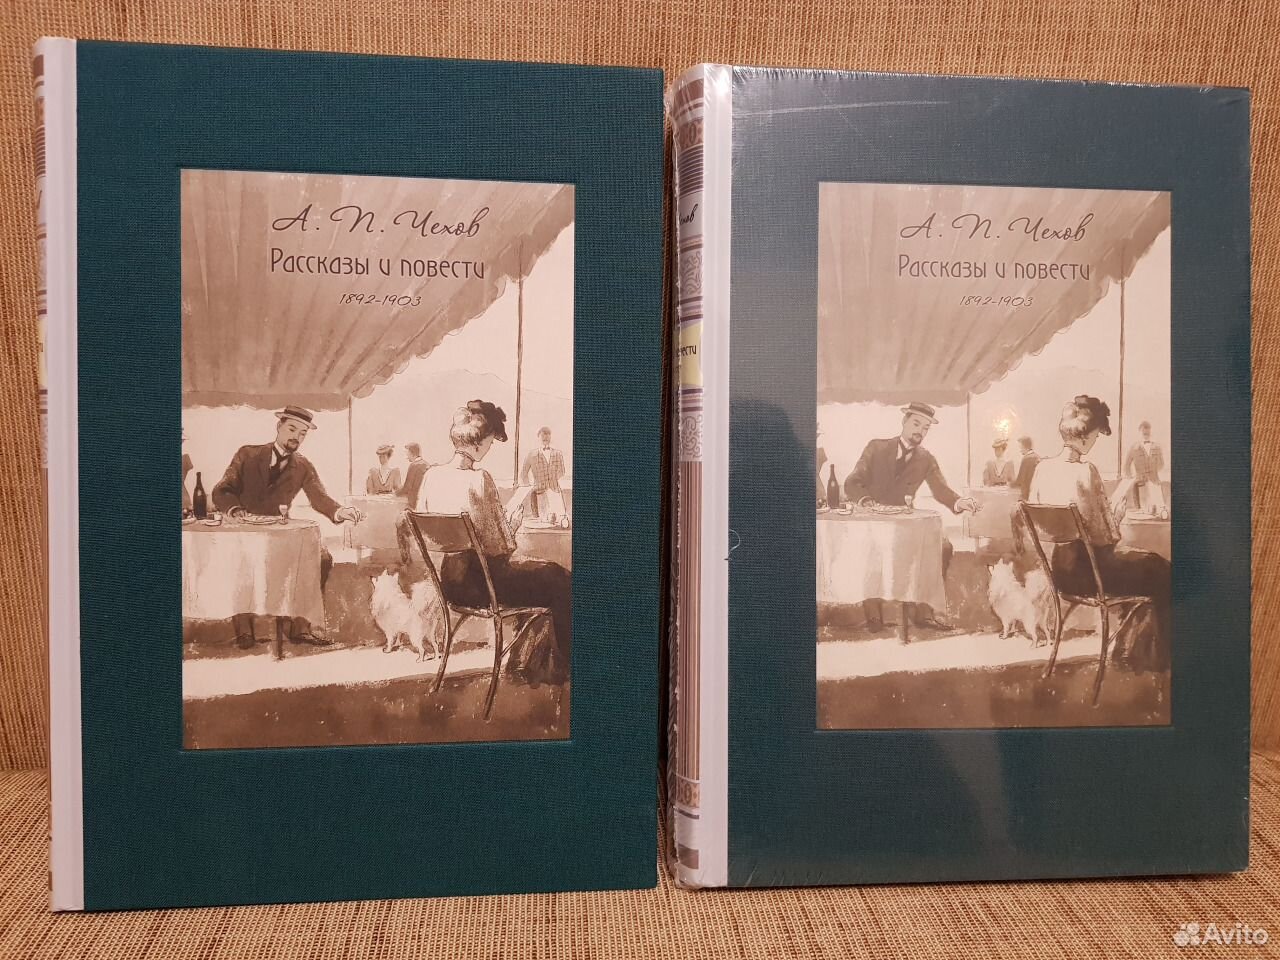 А. П. Чехов
Рассказы и повести
1892-1903
А. П. Чехов
Рассказы и повести
1892-1903
Avito